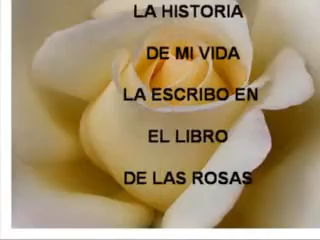 LA HISTORIA
DE MI VIDA
LA ESCRIBO EN
EL LIBRO
DE LAS ROSAS